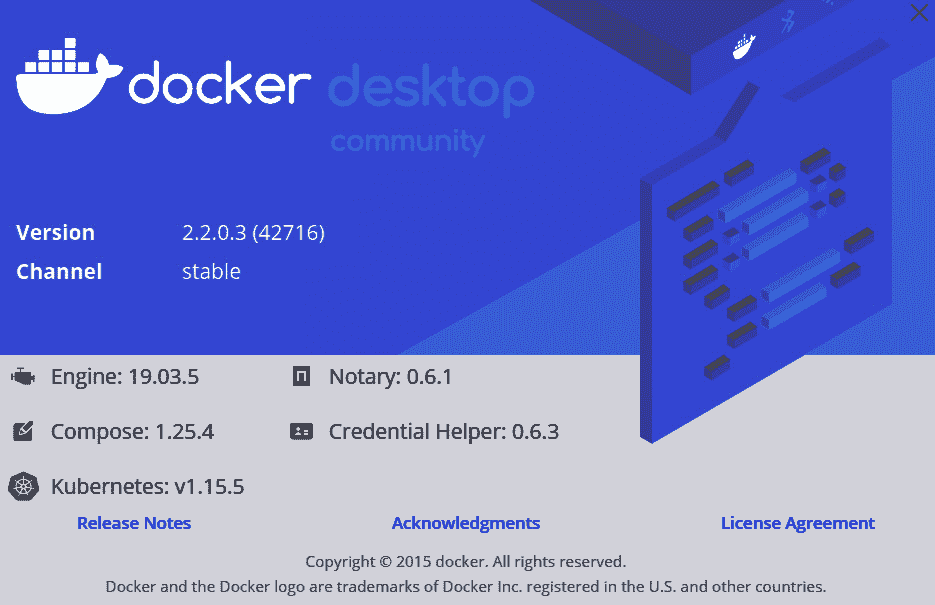 docker desktop
community
Version 2.2.0.3 (42716)
Channel stable
Engine: 19.03.5 Notary: 0.6.1
Compose: 1.25.4 Credential Helper: 0.6.3
Kubernetes: v1.15.5
Release Notes Acknowledgments License Agreement
Copyright © 2015 docker. All rights reserved.
Docker and the Docker logo are trademarks of Docker Inc. registered in the U.S. and other countries.